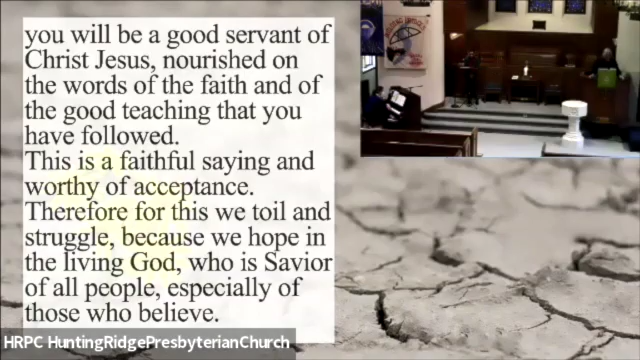 you will be a good servant of
Christ Jesus, nourished on
the words of the faith and of
the good teaching that you
have followed.
This is a faithful saying and
worthy of acceptance.
Therefore for this we toil and
struggle, because we hope in
the living God, who is Savior
of all people, especially of
those who believe.
HRPC HuntingRidgePresbyterianChurch